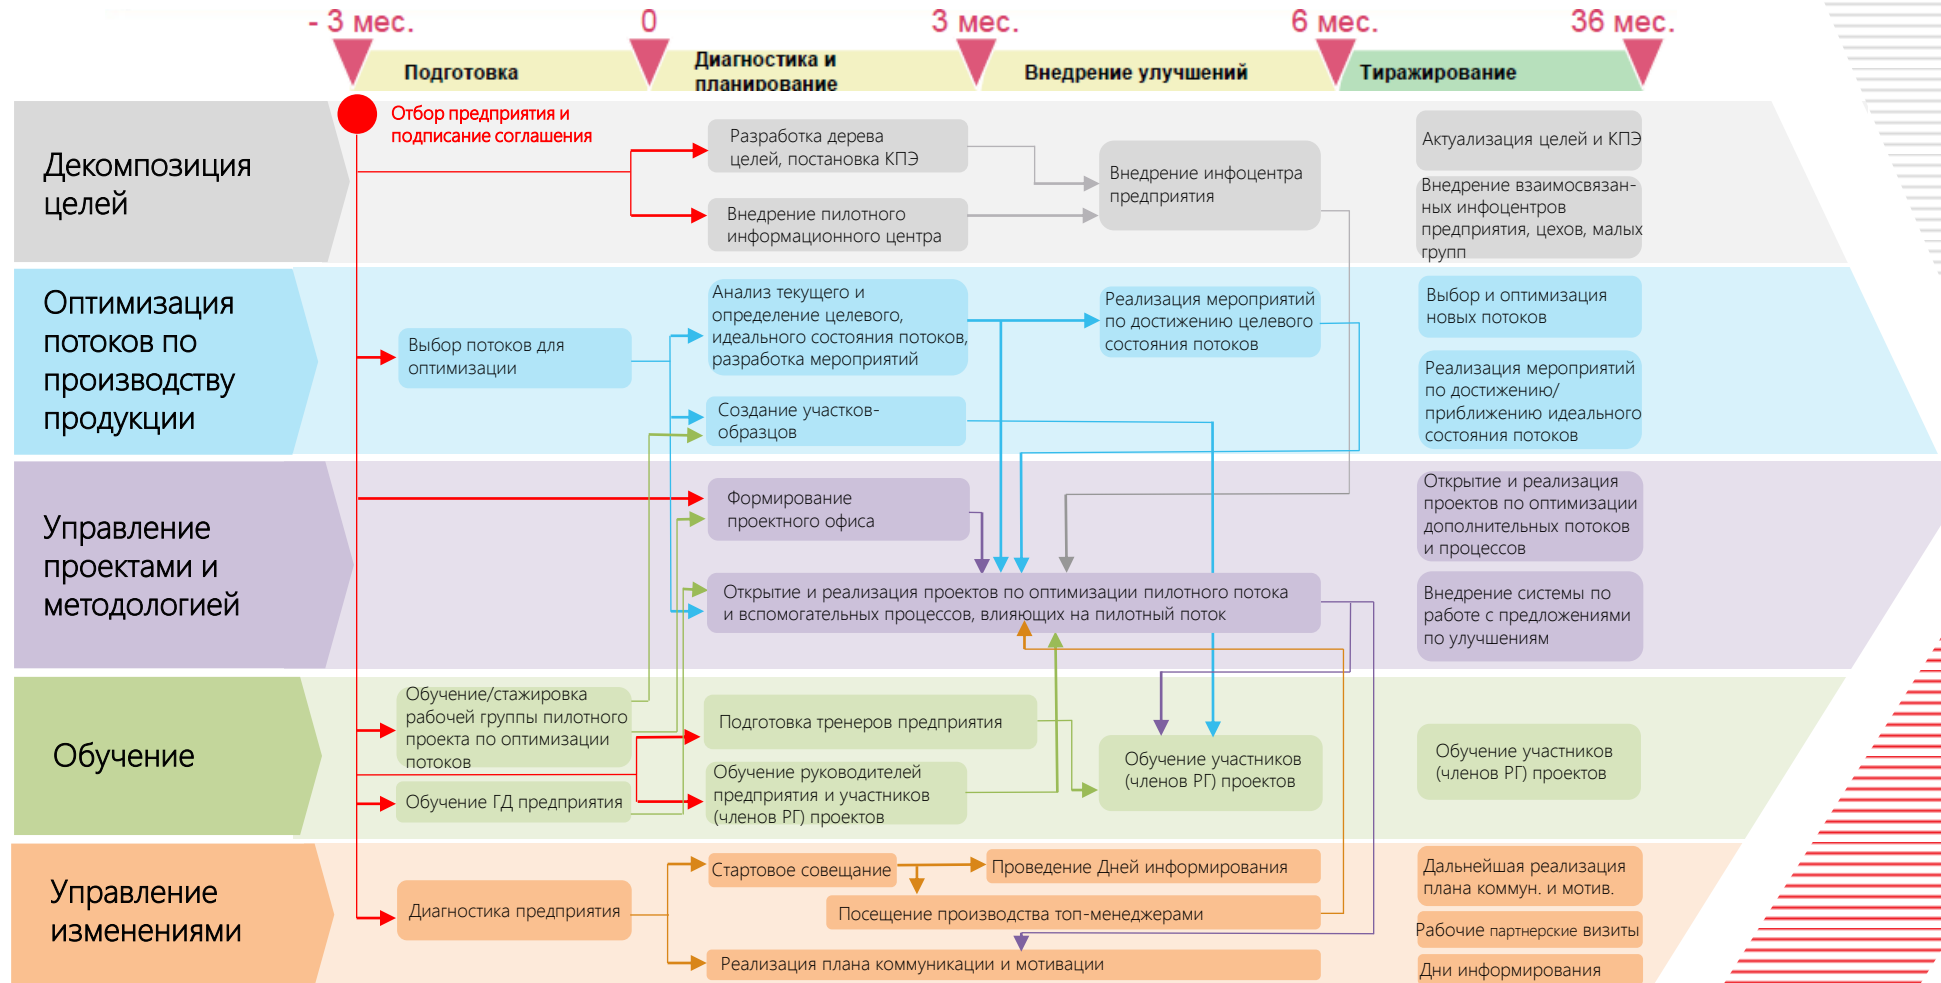 - 3 мес.
0
3 мес.
6 мес.
36 мес.
Подготовка
Диагностика и
планирование
Внедрение улучшений
Тиражирование
Отбор предприятия и
подписание соглашения
Декомпозиция
целей
Разработка дерева
целей, постановка КПЭ
Внедрение пилотного
информационного центра
Внедрение инфоцентра
предприятия
Актуализация целей и КПЭ
Внедрение взаимосвязан-
ных инфоцентров
предприятия, цехов, малых
групп
Оптимизация
потоков по
производству
продукции
Выбор потоков для
оптимизации
Анализ текущего и
определение целевого,
идеального состояния потоков,
разработка мероприятий
Создание участков-
образцов
Реализация мероприятий
по достижению целевого
состояния потоков
Выбор и оптимизация
новых потоков
Реализация мероприятий
по достижению/
приближению идеального
состояния потоков
Управление
проектами и
методологией
Формирование
проектного офиса
Открытие и реализация проектов по оптимизации пилотного потока
и вспомогательных процессов, влияющих на пилотный поток
Открытие и реализация
проектов по оптимизации
дополнительных потоков
и процессов
Внедрение системы по
работе с предложениями
по улучшениям
Обучение
Обучение/стажировка
рабочей группы пилотного
проекта по оптимизации
потоков
Обучение ГД предприятия
Подготовка тренеров предприятия
Обучение руководителей
предприятия и участников
(членов РГ) проектов
Обучение участников
(членов РГ) проектов
Обучение участников
(членов РГ) проектов
Управление
изменениями
Диагностика предприятия
Стартовое совещание
Проведение Дней информирования
Посещение производства топ-менеджерами
Реализация плана коммуникации и мотивации
Дальнейшая реализация
плана коммун. и мотив.
Рабочие партнерские визиты
Дни информирования